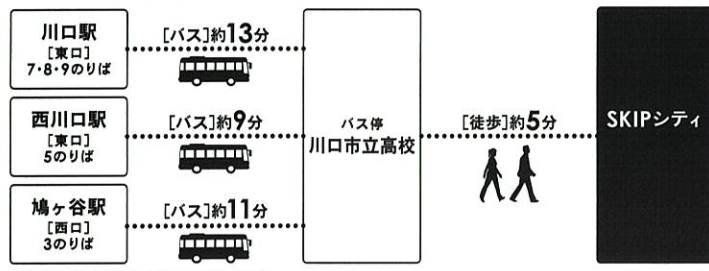 川口駅
[東口]
7・8・9のりば
[バス]約13分
西川口駅
[東口]
5のりば
[バス]約9分
鳩ヶ谷駅
[西口]
3のりば
[バス]約11分
バス停
川口市立高校
[徒歩]約5分
SKIPシティ